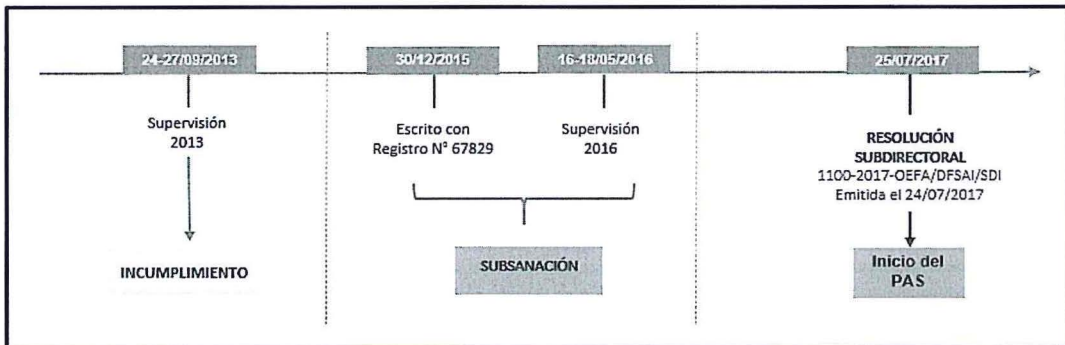 24-27/09/2013
30/12/2015
16-18/05/2016
25/07/2017
Supervisión
2013
Escrito con
Registro N° 67829
Supervisión
2016
RESOLUCIÓN
SUBDIRECTORAL
1100-2017-OEFA/DFSAI/SDI
Emitida el 24/07/2017
INCUMPLIMIENTO
SUBSANACIÓN
Inicio del
PAS